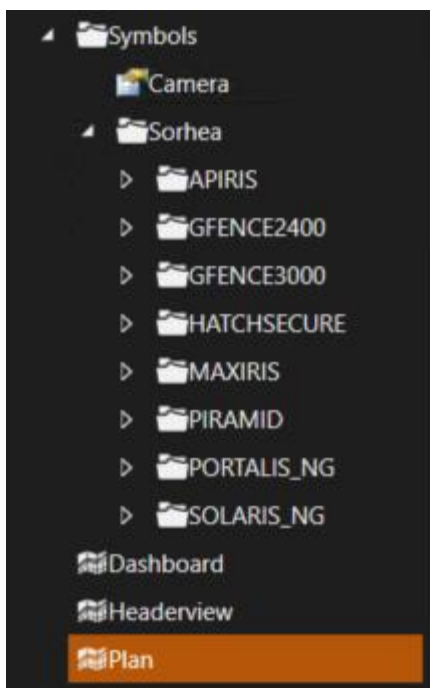 Symbols
Camera
Sorhea
APIRIS
GFENCE2400
GFENCE3000
HATCHSECURE
MAXIRIS
PIRAMID
PORTALIS_NG
SOLARIS_NG
Dashboard
Headerview
Plan